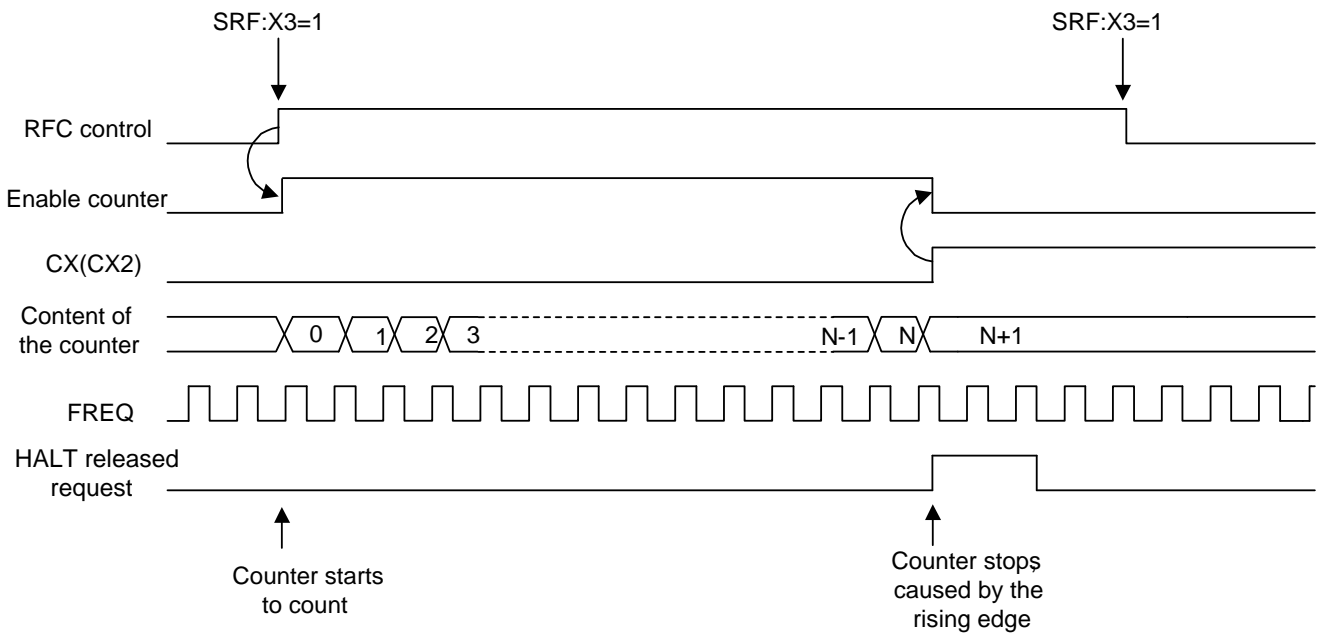 SRF:X3=1
SRF:X3=1
RFC control
Enable counter
CX(CX2)
Content of
the counter
0 1 2 3 N-1 N N+1
FREQ
HALT released
request
Counter starts
to count
Counter stops
caused by the
rising edge